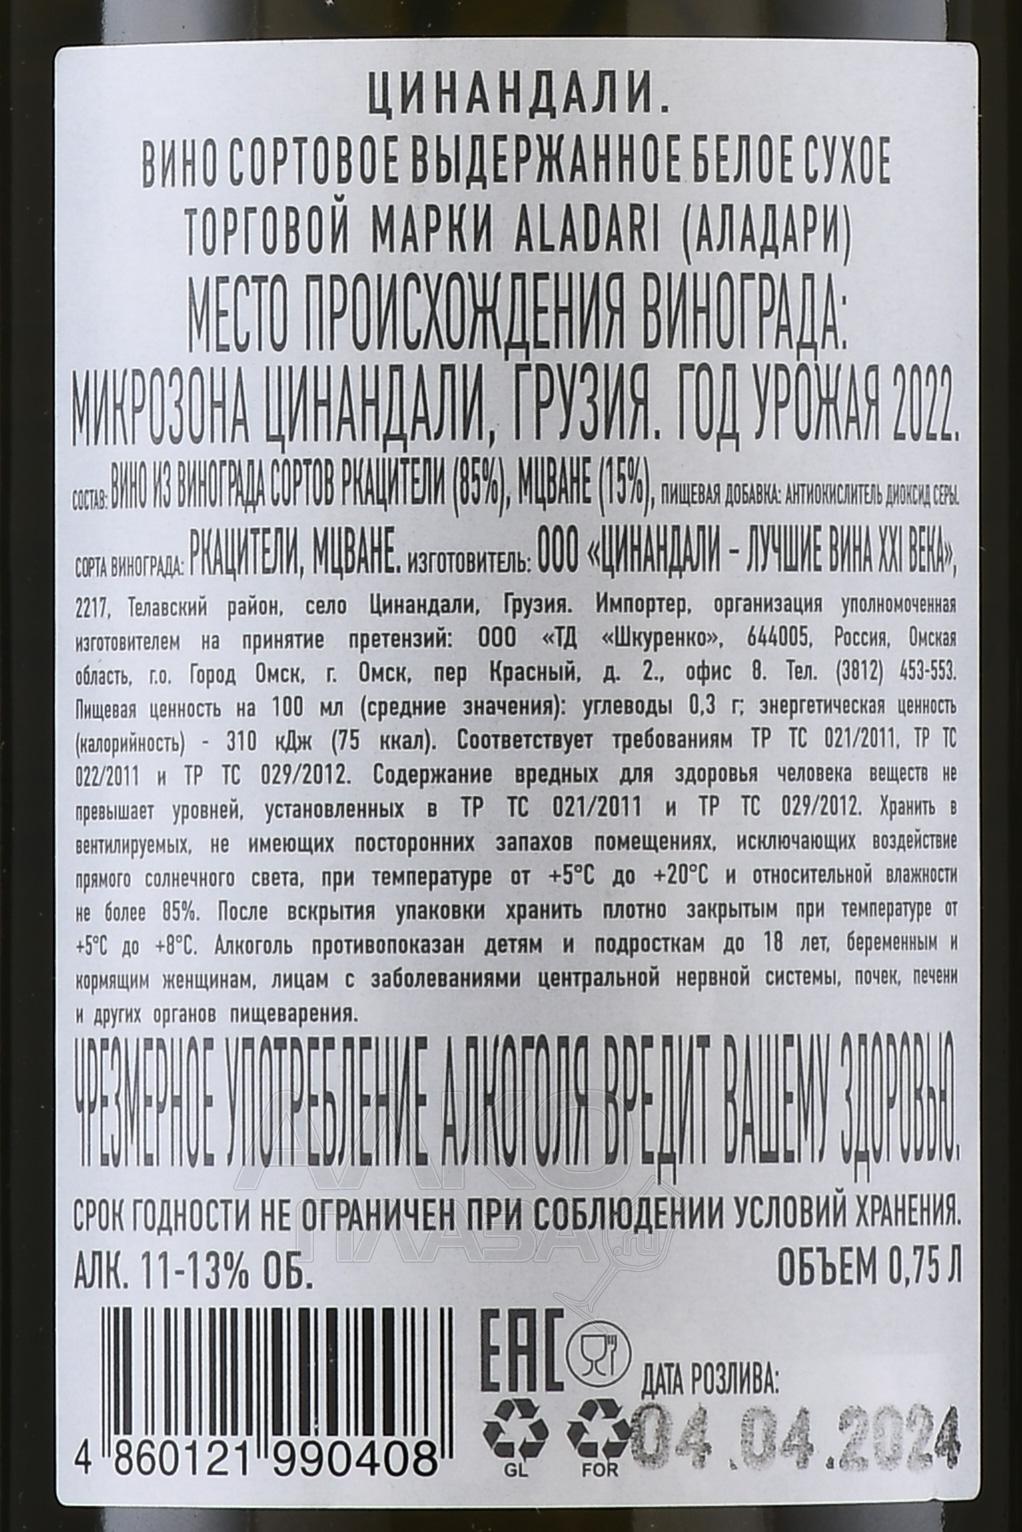 ЦИНАНДАЛИ.
ВИНО СОРТОВОЕ ВЫДЕРЖАННОЕ БЕЛОЕ СУХОЕ
ТОРГОВОЙ МАРКИ ALADARI (АЛАДАРИ)
МЕСТО ПРОИСХОЖДЕНИЯ ВИНОГРАДА:
МИКРОЗОНА ЦИНАНДАЛИ, ГРУЗИЯ. ГОД УРОЖАЯ 2022.
СОСТАВ: ВИНО ИЗ ВИНОГРАДА СОРТОВ РКАЦИТЕЛИ (85%), МЦВАНЕ (15%), ПИЩЕВАЯ ДОБАВКА: АНТИОКИСЛИТЕЛЬ ДИОКСИД СЕРЫ.
СОРТА ВИНОГРАДА: РКАЦИТЕЛИ, МЦВАНЕ. ИЗГОТОВИТЕЛЬ: ООО «ЦИНАНДАЛИ – ЛУЧШИЕ ВИНА XXI ВЕКА»,
2217, Телавский район, село Цинандали, Грузия. Импортер, организация уполномоченная
изготовителем на принятие претензий: ООО «ТД «Шкуренко», 644005, Россия, Омская
область, г.о. Город Омск, г. Омск, пер Красный, д. 2., офис 8. Тел. (3812) 453-553.
Пищевая ценность на 100 мл (средние значения): углеводы 0,3 г; энергетическая ценность
(калорийность) - 310 кДж (75 ккал). Соответствует требованиям ТР ТС 021/2011, ТР ТС
022/2011 и ТР ТС 029/2012. Содержание вредных для здоровья человека веществ не
превышает уровней, установленных в ТР ТС 021/2011 и ТР ТС 029/2012. Хранить в
вентилируемых, не имеющих посторонних запахов помещениях, исключающих воздействие
прямого солнечного света, при температуре от +5°С до +20°С и относительной влажности
не более 85%. После вскрытия упаковки хранить плотно закрытым при температуре от
+5°С до +8°С. Алкоголь противопоказан детям и подросткам до 18 лет, беременным и
кормящим женщинам, лицам с заболеваниями центральной нервной системы, почек, печени
и других органов пищеварения.
ЧРЕЗМЕРНОЕ УПОТРЕБЛЕНИЕ АЛКОГОЛЯ ВРЕДИТ ВАШЕМУ ЗДОРОВЬЮ.
АЛКО
ПЛАЗА.ru
СРОК ГОДНОСТИ НЕ ОГРАНИЧЕН ПРИ СОБЛЮДЕНИИ УСЛОВИЙ ХРАНЕНИЯ.
АЛК. 11-13% ОБ. ОБЪЕМ 0,75 Л
EAC
ДАТА РОЗЛИВА:
04.04.2024
4 860121 990408
GL FOR